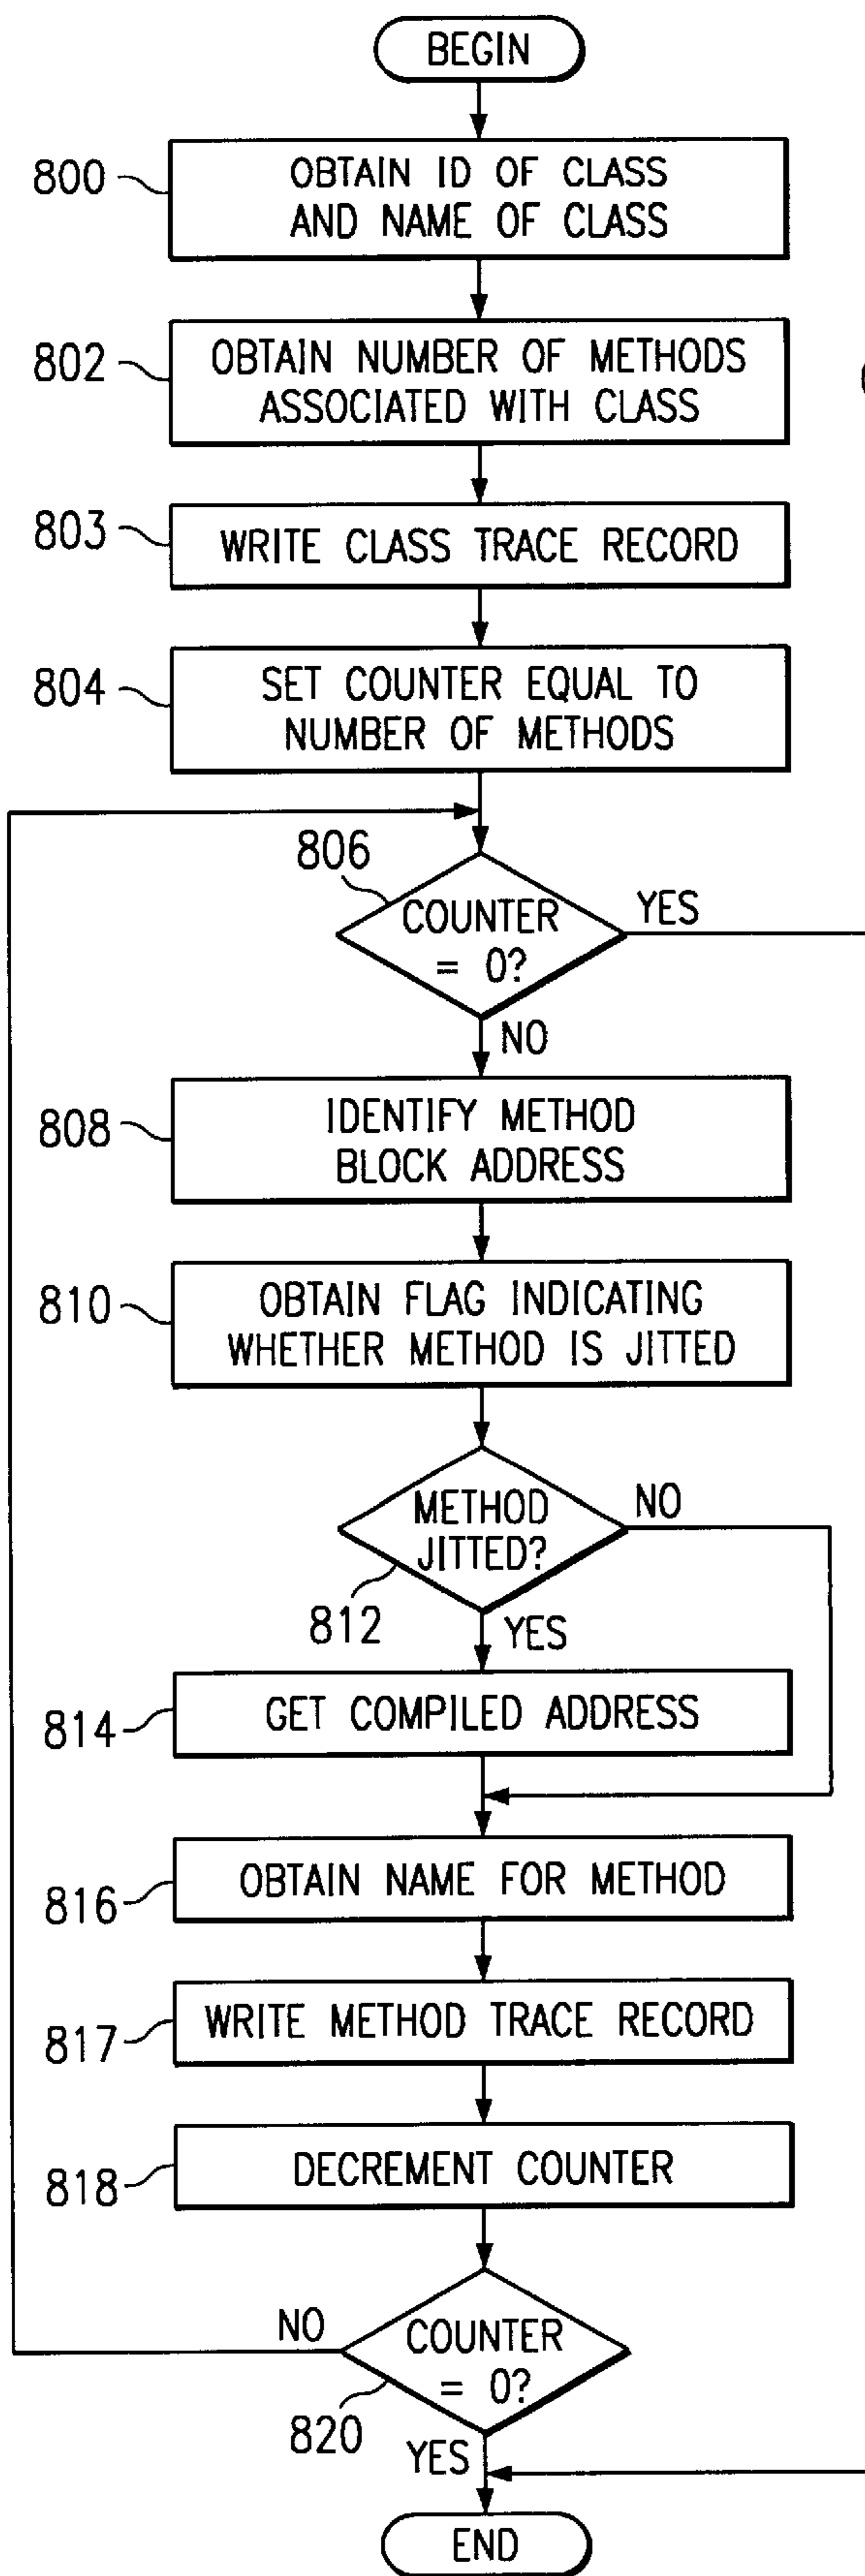 BEGIN
800
OBTAIN ID OF CLASS
AND NAME OF CLASS
802
OBTAIN NUMBER OF METHODS
ASSOCIATED WITH CLASS
803
WRITE CLASS TRACE RECORD
804
SET COUNTER EQUAL TO
NUMBER OF METHODS
806
COUNTER
= 0?
YES
NO
808
IDENTIFY METHOD
BLOCK ADDRESS
810
OBTAIN FLAG INDICATING
WHETHER METHOD IS JITTED
METHOD
JITTED?
NO
812
YES
814
GET COMPILED ADDRESS
816
OBTAIN NAME FOR METHOD
817
WRITE METHOD TRACE RECORD
818
DECREMENT COUNTER
NO
COUNTER
= 0?
820
YES
END